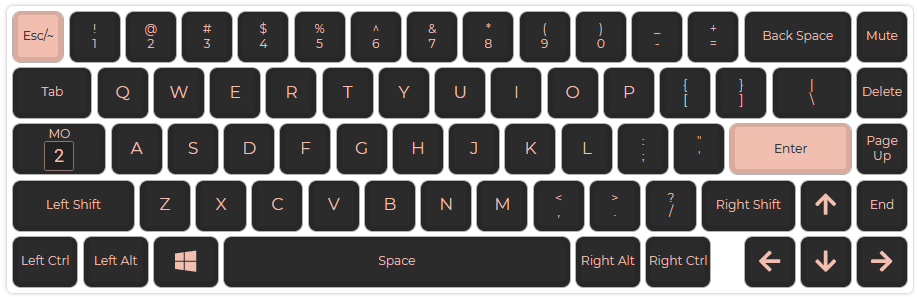 Esc/~ ! 1 @ 2 # 3 $ 4 % 5 ^ 6 & 7 * 8 ( 9 ) 0 _ - + = Back Space Mute
Tab Q W E R T Y U I O P { [ } ] | \ Delete
MO 2 A S D F G H J K L : ; " ' Enter Page Up
Left Shift Z X C V B N M < , > . ? / Right Shift ↑ End
Left Ctrl Left Alt Space Right Alt Right Ctrl ← ↓ →